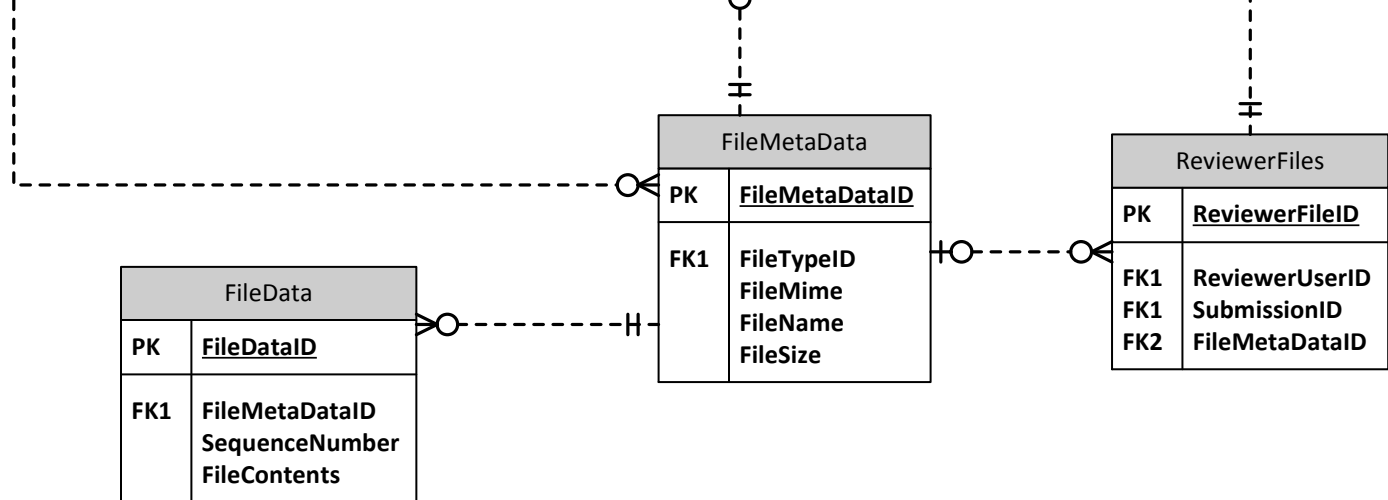 FileMetaData
PK FileMetaDataID
FK1 FileTypeID
FileMime
FileName
FileSize
ReviewerFiles
PK ReviewerFileID
FK1 ReviewerUserID
FK1 SubmissionID
FK2 FileMetaDataID
FileData
PK FileDataID
FK1 FileMetaDataID
SequenceNumber
FileContents